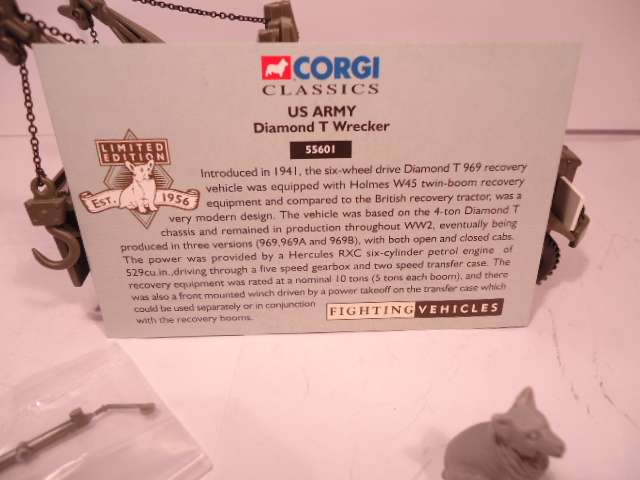 CORGI
CLASSICS
US ARMY
Diamond T Wrecker
55601
LIMITED
EDITION
EST. 1956
Introduced in 1941, the six-wheel drive Diamond T 969 recovery
vehicle was equipped with Holmes W45 twin-boom recovery
equipment and compared to the British recovery tractor, was a
very modern design. The vehicle was based on the 4-ton Diamond T
chassis and remained in production throughout WW2, eventually being
produced in three versions (969,969A and 969B), with both open and closed cabs.
The power was provided by a Hercules RXC six-cylinder petrol engine of
529cu.in.,driving through a five speed gearbox and two speed transfer case. The
recovery equipment was rated at a nominal 10 tons (5 tons each boom), and there
was also a front mounted winch driven by a power takeoff on the transfer case which
could be used separately or in conjunction
with the recovery booms.
FIGHTING VEHICLES